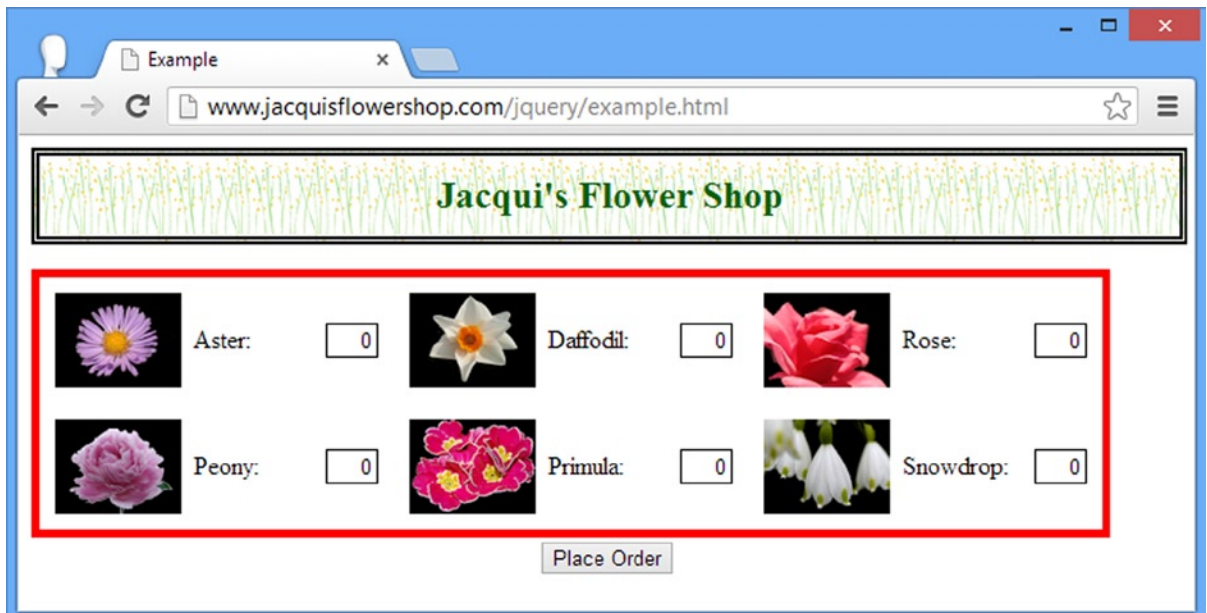 Example
www.jacquisflowershop.com/jquery/example.html
Jacqui's Flower Shop
Aster: 0 Daffodil: 0 Rose: 0
Peony: 0 Primula: 0 Snowdrop: 0
Place Order